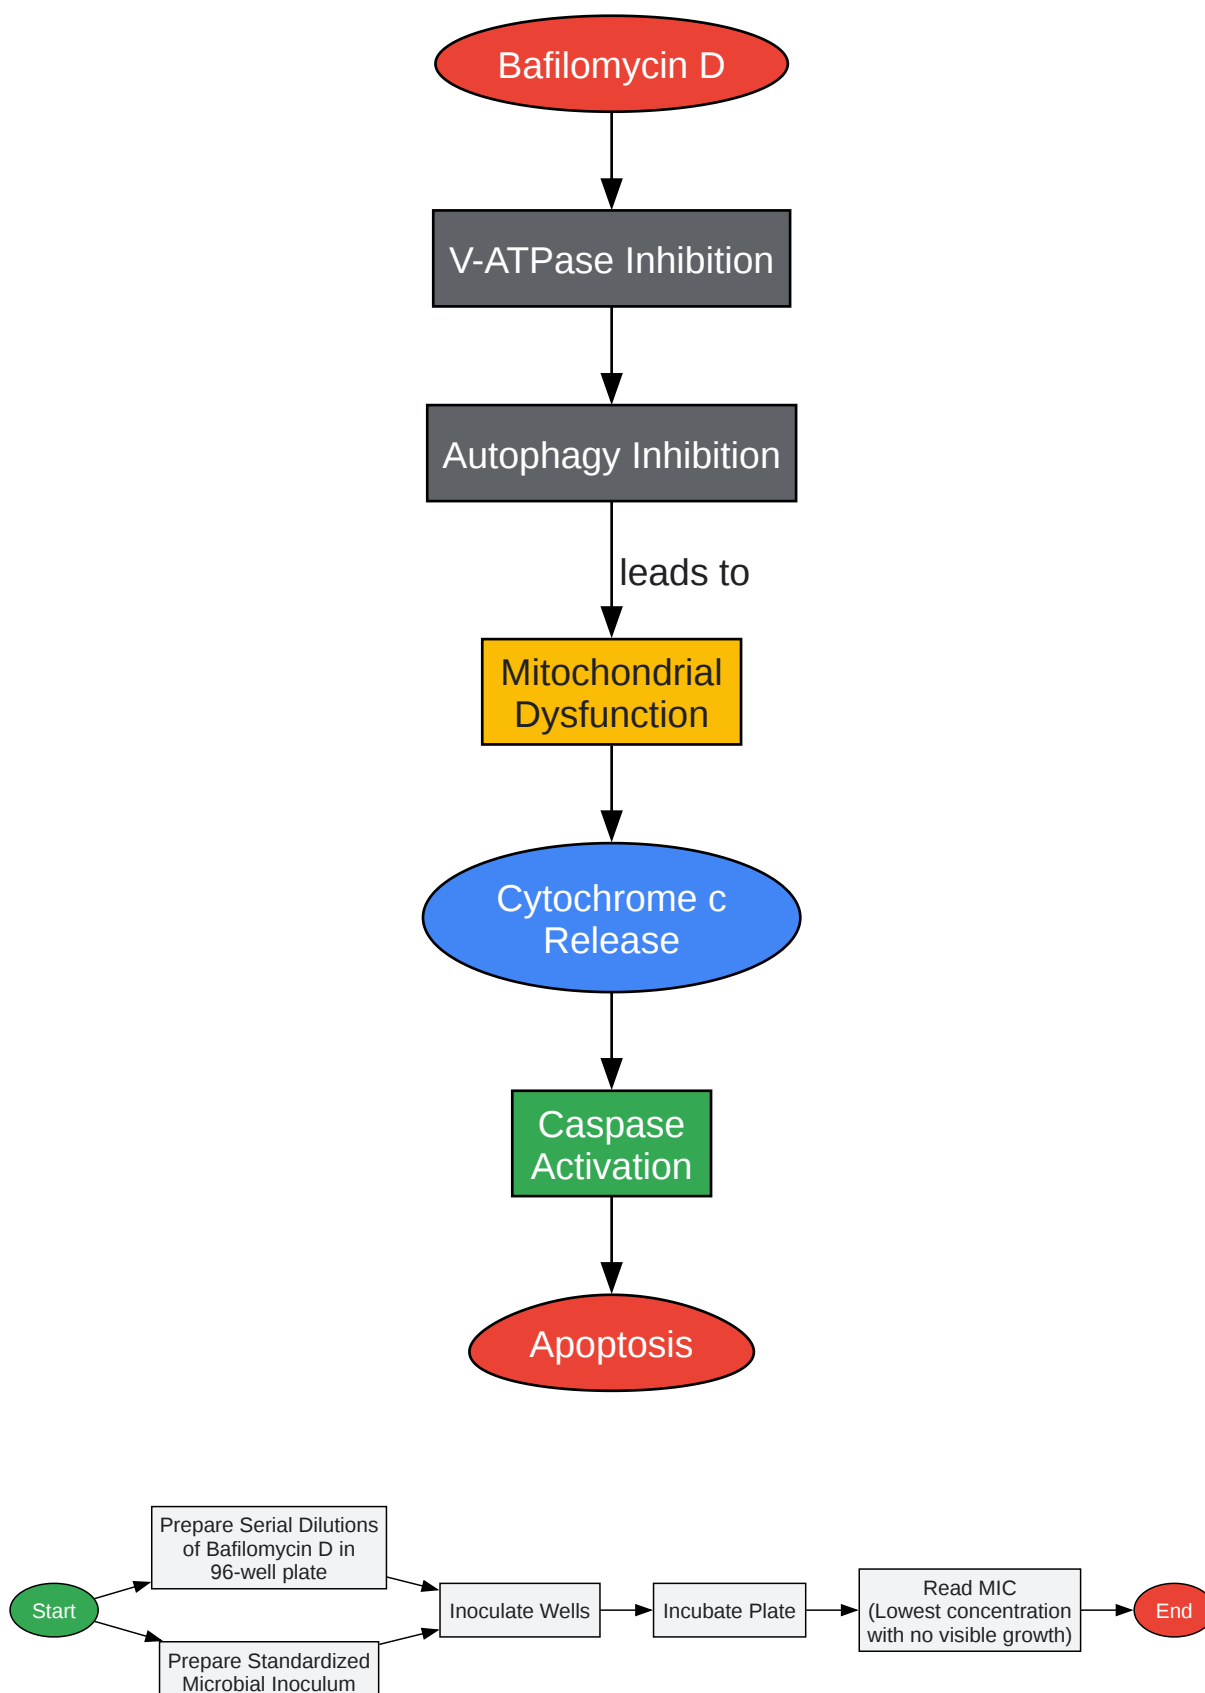 Bafilomycin D
V-ATPase Inhibition
Autophagy Inhibition
leads to
Mitochondrial
Dysfunction
Cytochrome c
Release
Caspase
Activation
Apoptosis
Start
Prepare Serial Dilutions
of Bafilomycin D in
96-well plate
Prepare Standardized
Microbial Inoculum
Inoculate Wells
Incubate Plate
Read MIC
(Lowest concentration
with no visible growth)
End